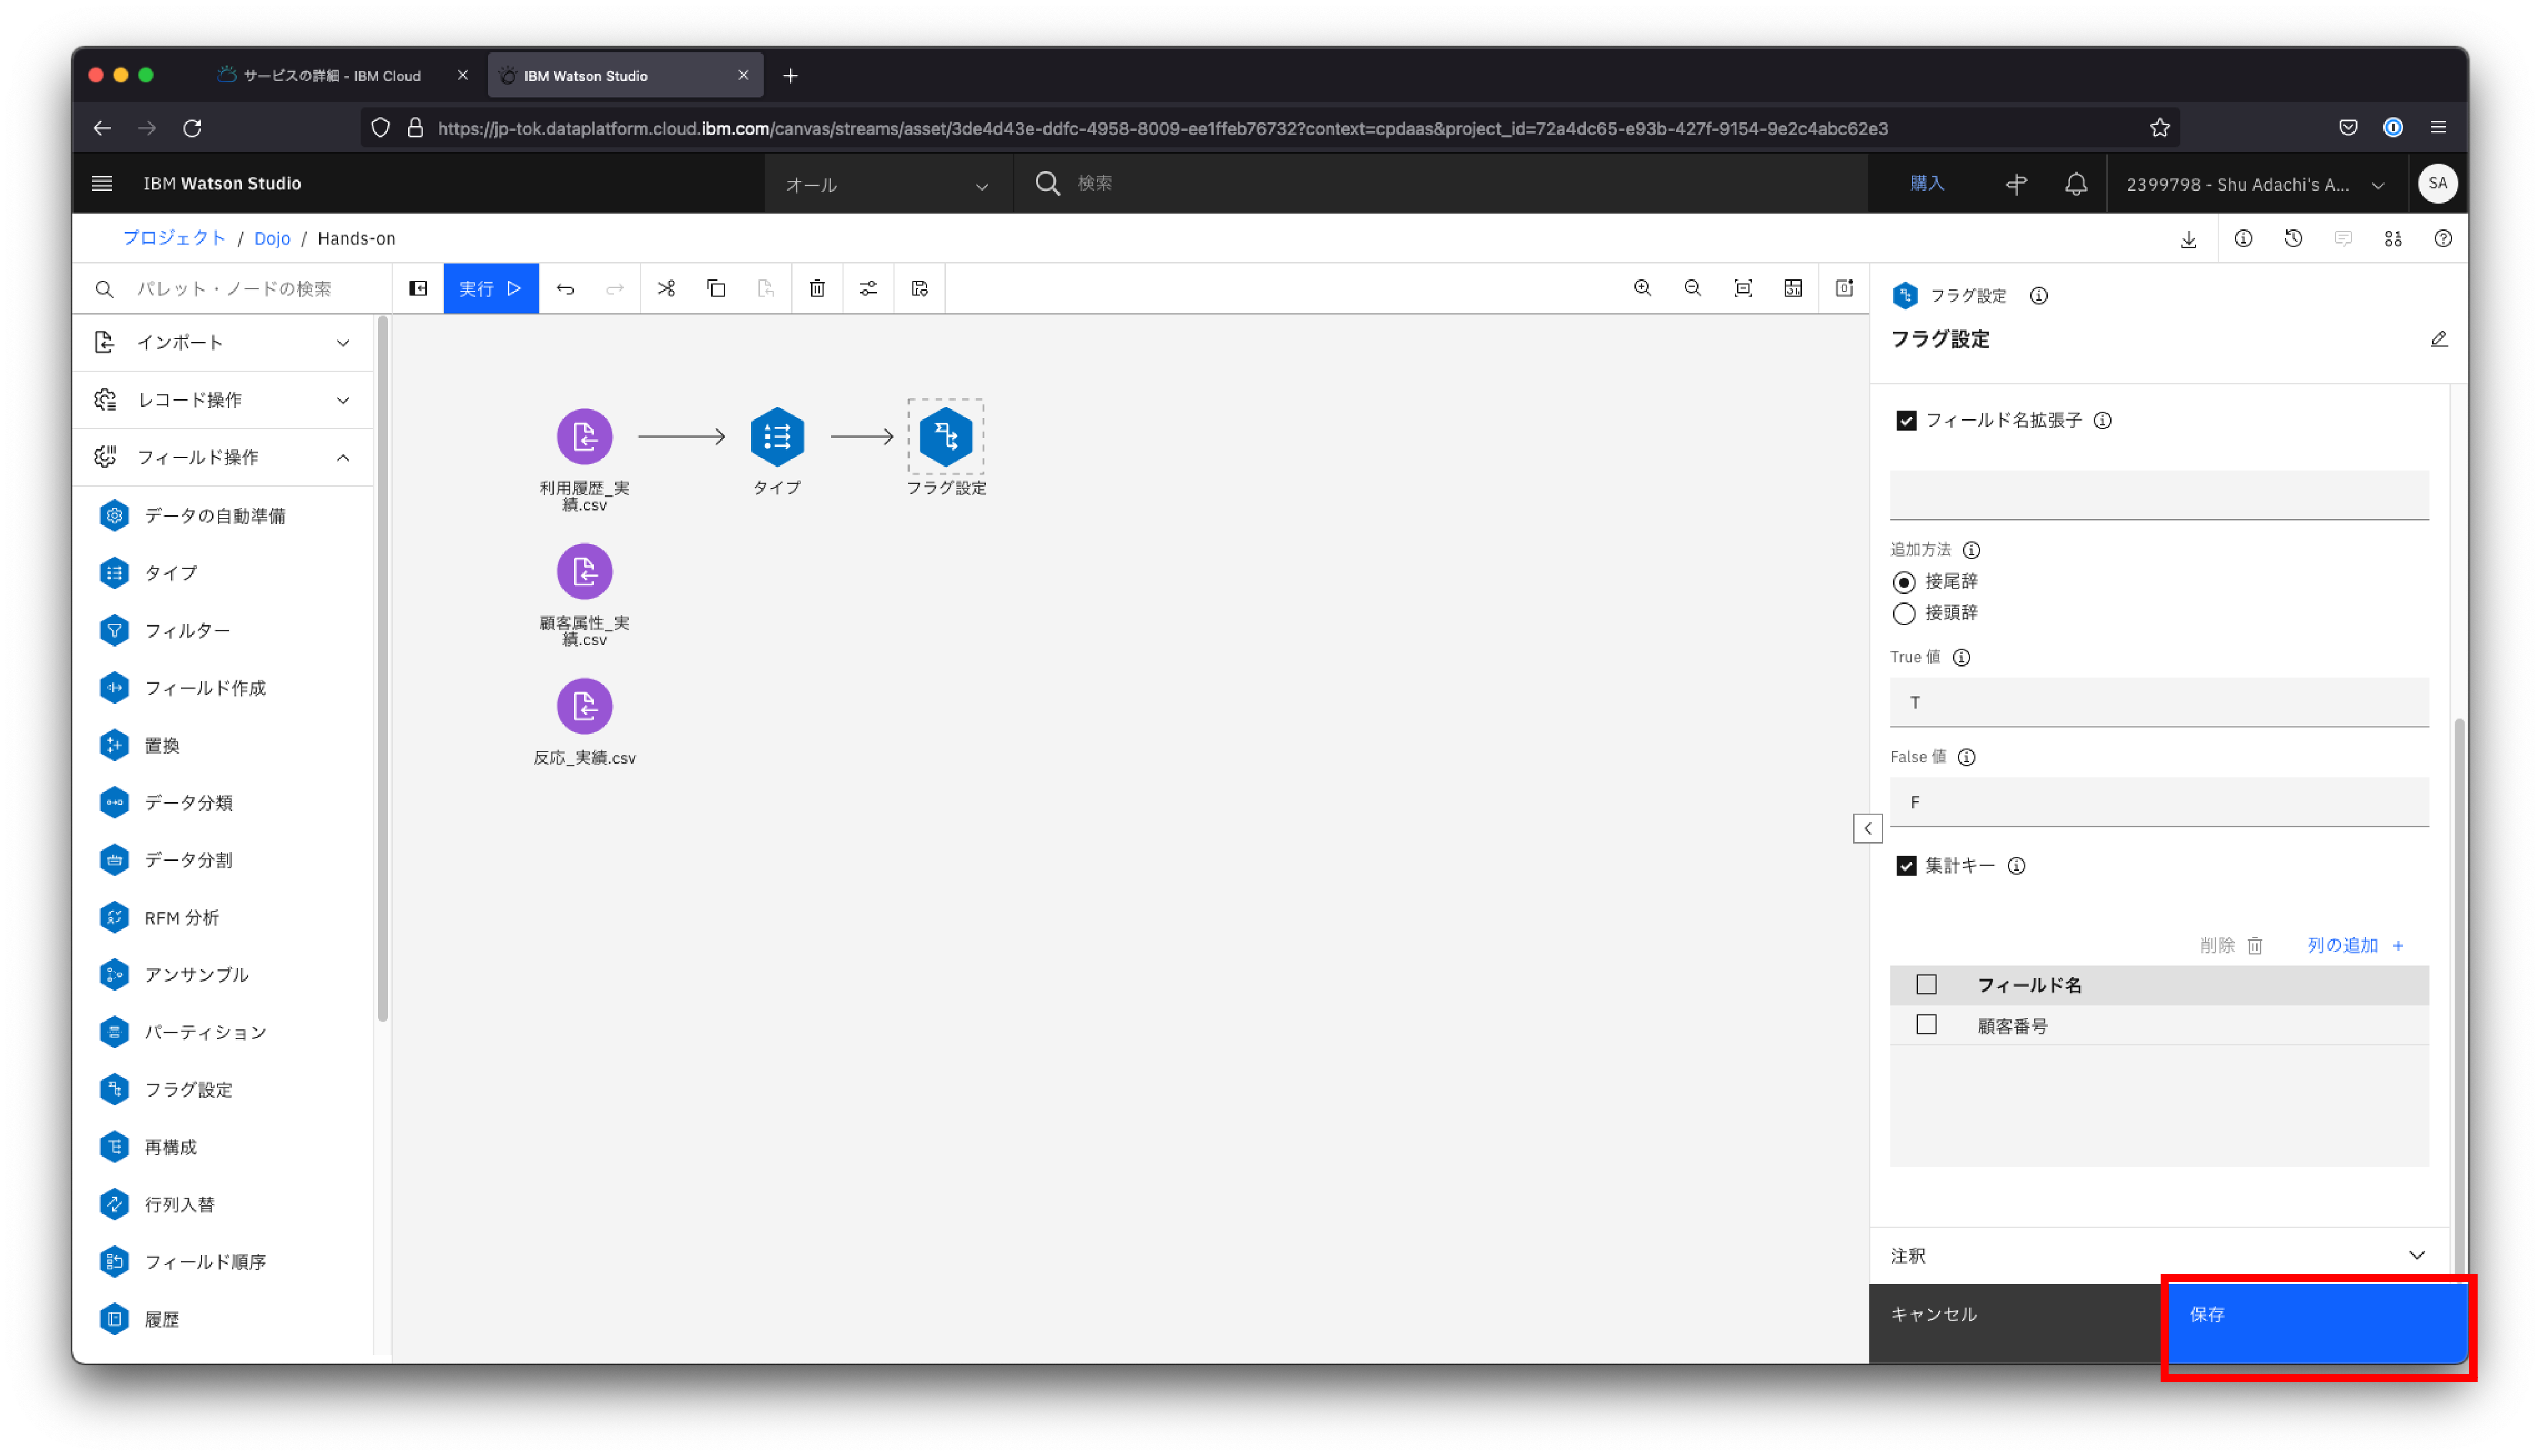 サービスの詳細 - IBM Cloud
IBM Watson Studio
https://jp-tok.dataplatform.cloud.ibm.com/canvas/streams/asset/3de4d43e-ddfc-4958-8009-ee1ffeb76732?context=cpdaas&project_id=72a4dc65-e93b-427f-9154-9e2c4abc62e3
IBM Watson Studio
オール
検索
購入
2399798 - Shu Adachi's A...
SA
プロジェクト / Dojo / Hands-on
パレット・ノードの検索
実行
インポート
レコード操作
フィールド操作
データの自動準備
タイプ
フィルター
フィールド作成
置換
データ分類
データ分割
RFM 分析
アンサンブル
パーティション
フラグ設定
再構成
行列入替
フィールド順序
履歴
利用履歴_実
績.csv
タイプ
フラグ設定
顧客属性_実
績.csv
反応_実績.csv
フラグ設定
フラグ設定
フィールド名拡張子
追加方法
接尾辞
接頭辞
True 値
T
False 値
F
集計キー
削除
列の追加 +
フィールド名
顧客番号
注釈
キャンセル
保存